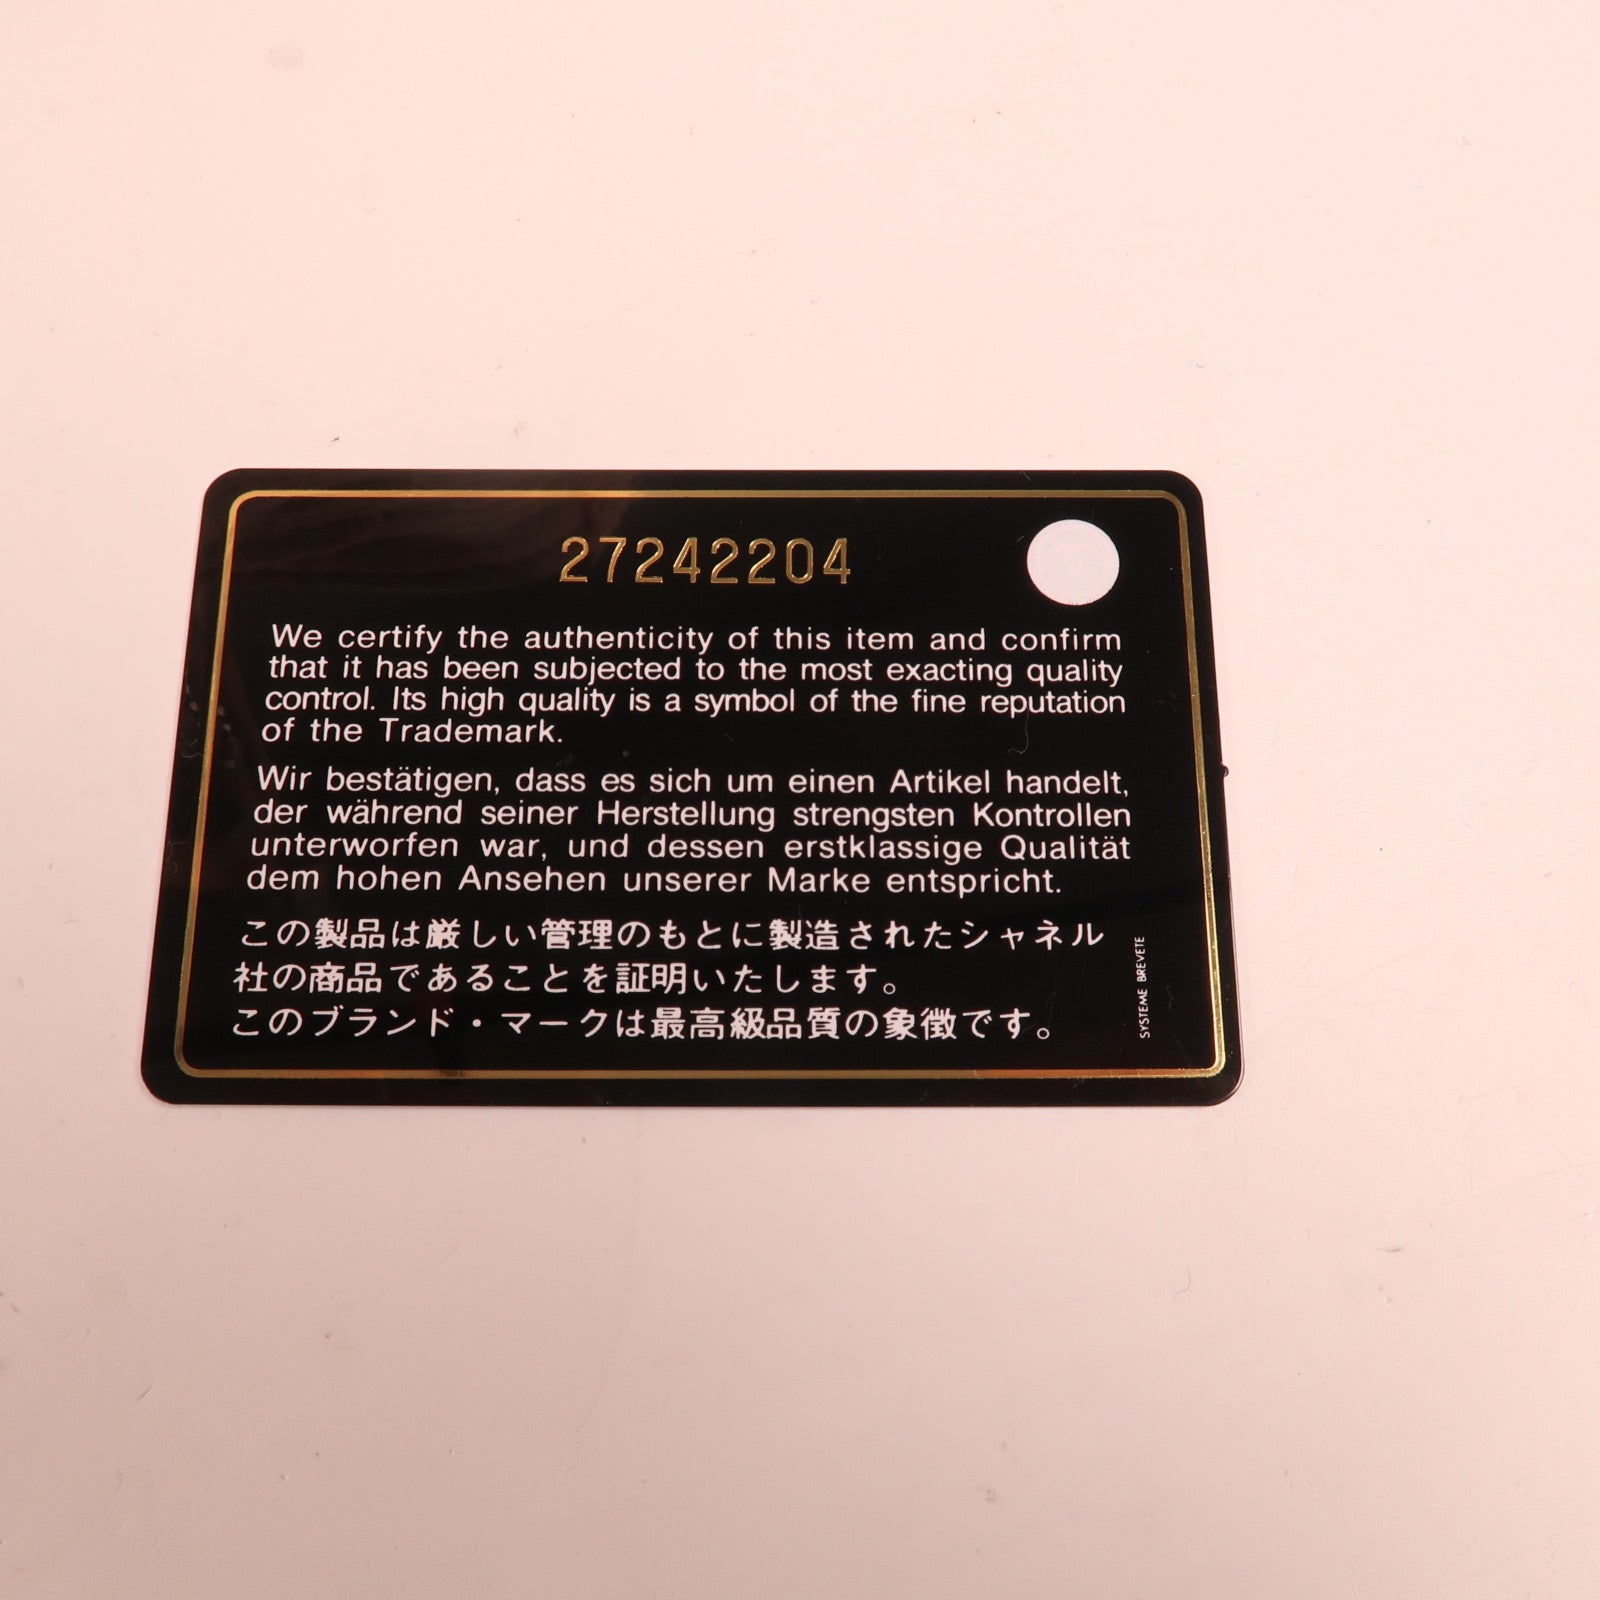 27242204
We certify the authenticity of this item and confirm
that it has been subjected to the most exacting quality
control. Its high quality is a symbol of the fine reputation
of the Trademark.
Wir bestätigen, dass es sich um einen Artikel handelt,
der während seiner Herstellung strengsten Kontrollen
unterworfen war, und dessen erstklassige Qualität
dem hohen Ansehen unserer Marke entspricht.
この製品は厳しい管理のもとに製造されたシャネル
社の商品であることを証明いたします。
このブランド・マークは最高級品質の象徴です。
SYSTEME BREVETE